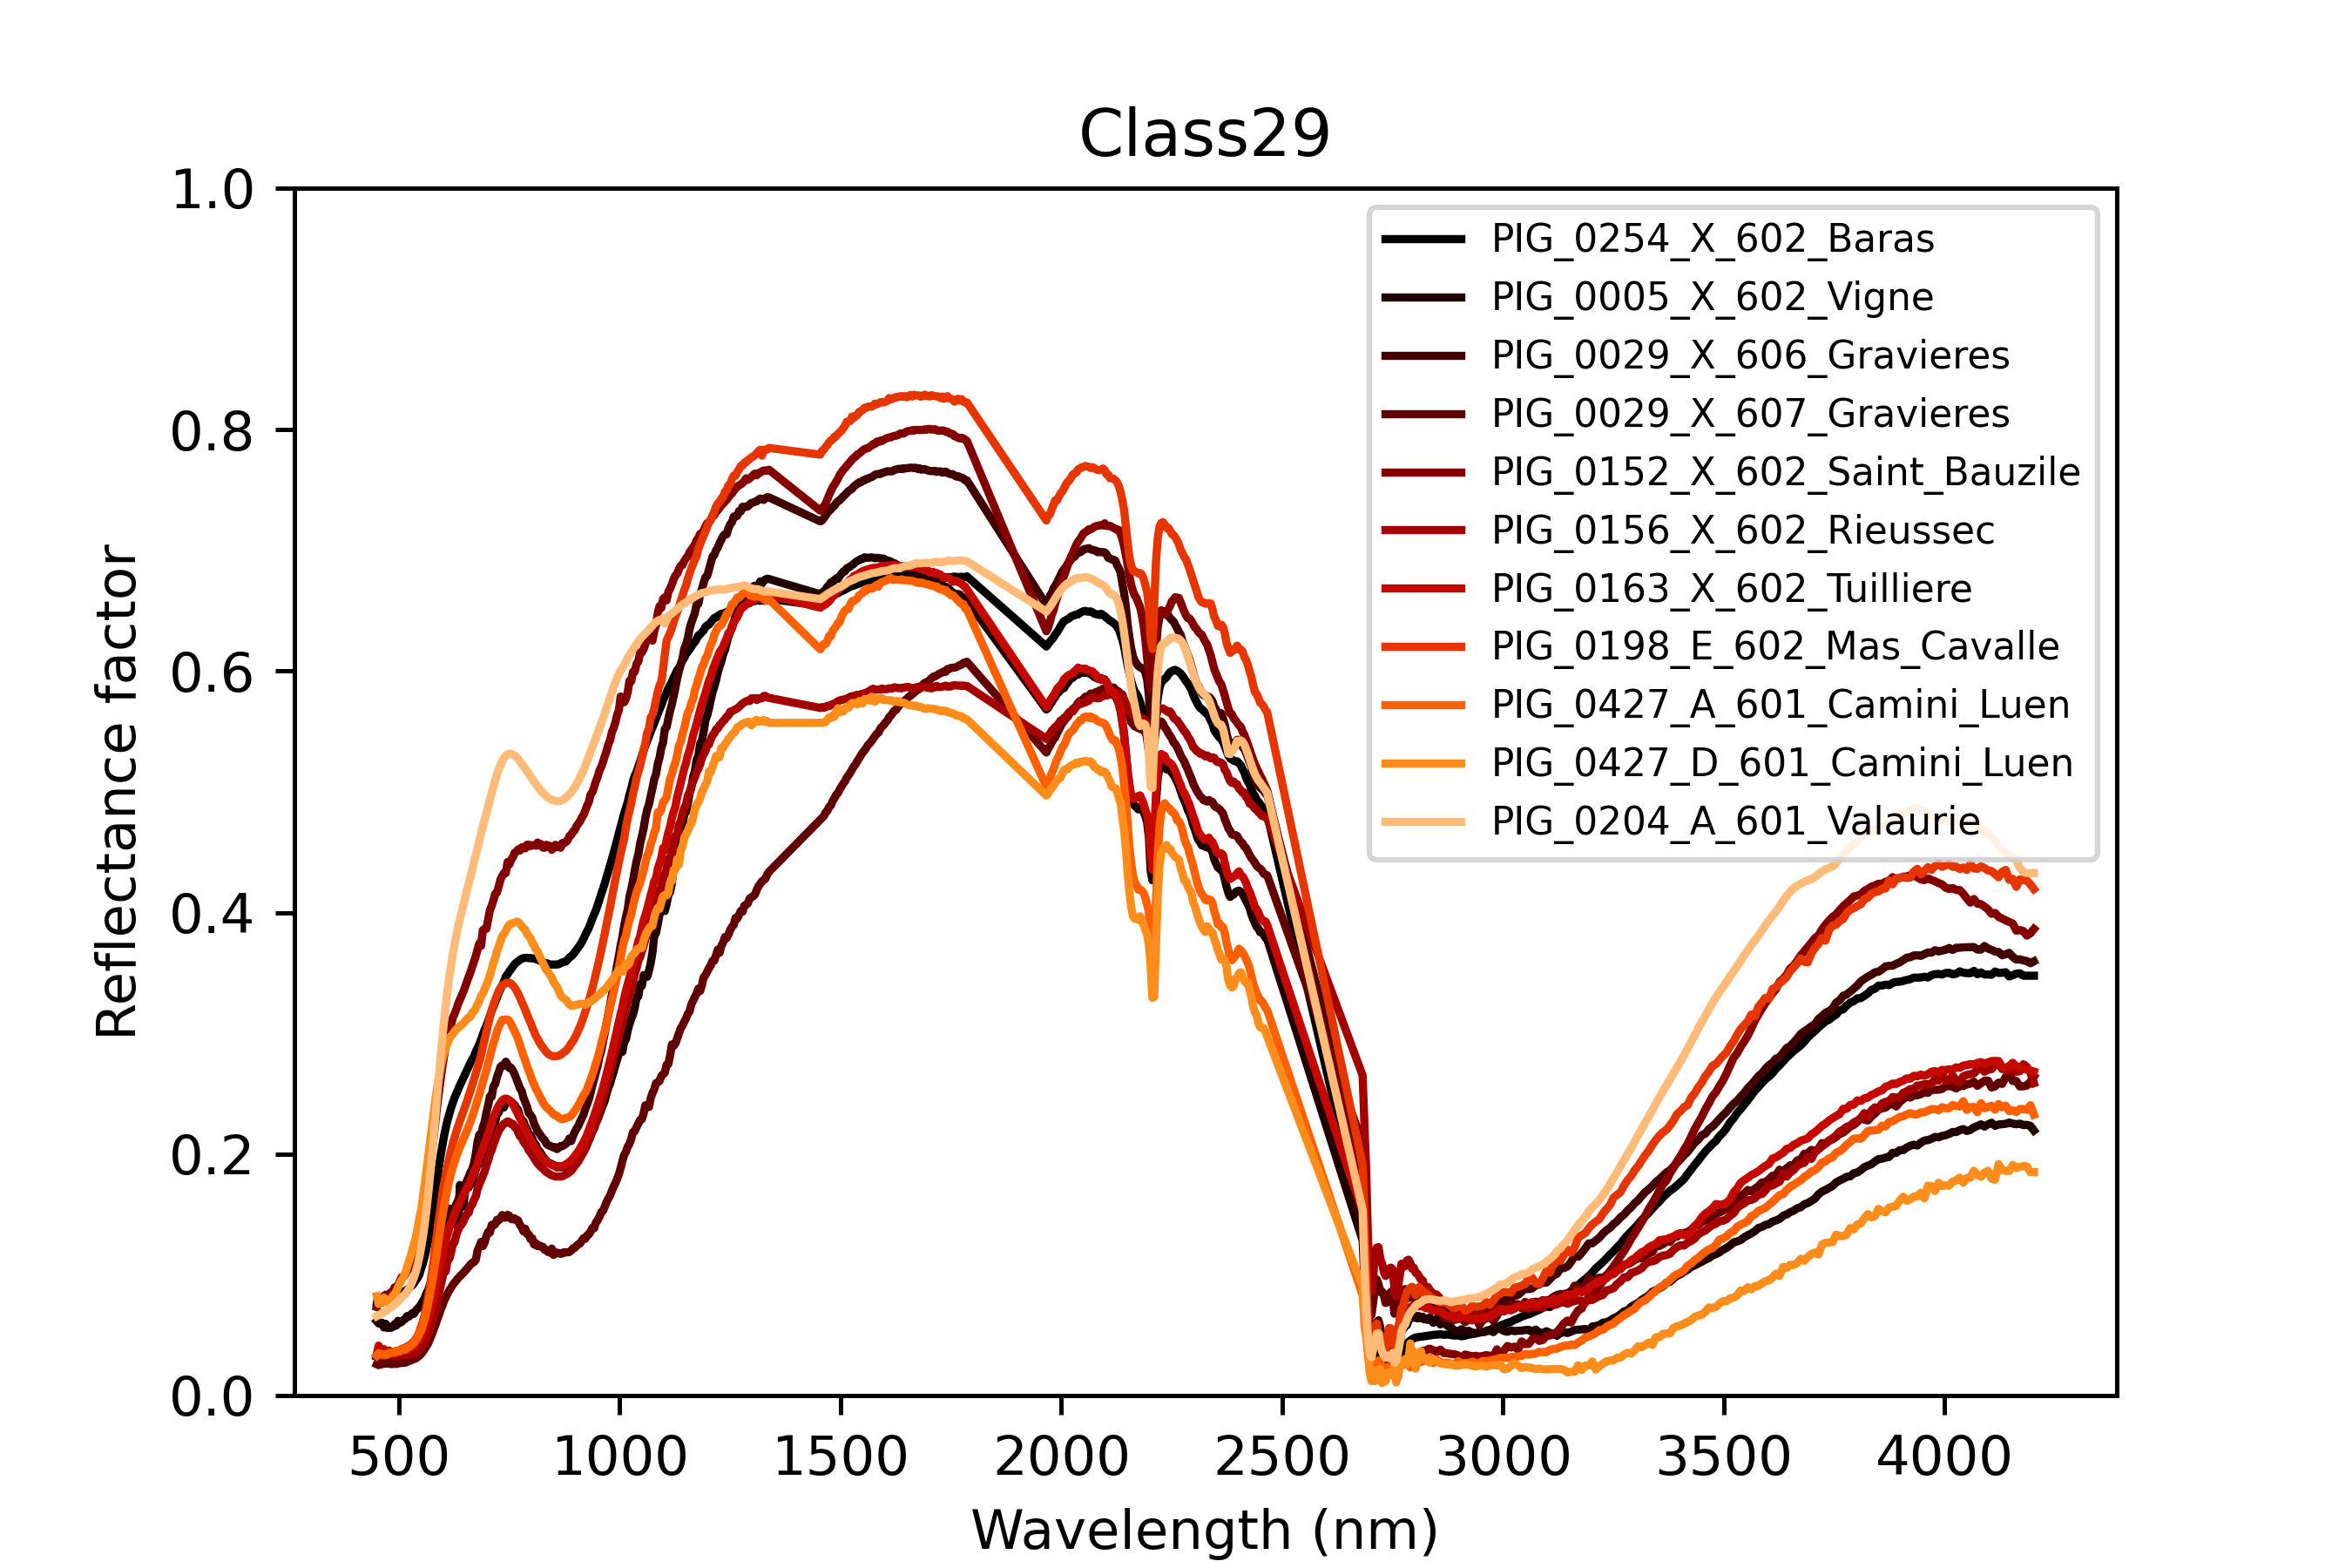 Class29
1.0
0.8
0.6
0.4
0.2
0.0
Reflectance factor
PIG_0254_X_602_Baras
PIG_0005_X_602_Vigne
PIG_0029_X_606_Gravieres
PIG_0029_X_607_Gravieres
PIG_0152_X_602_Saint_Bauzile
PIG_0156_X_602_Rieussec
PIG_0163_X_602_Tuilliere
PIG_0198_E_602_Mas_Cavalle
PIG_0427_A_601_Camini_Luen
PIG_0427_D_601_Camini_Luen
PIG_0204_A_601_Valaurie
500 1000 1500 2000 2500 3000 3500 4000
Wavelength (nm)